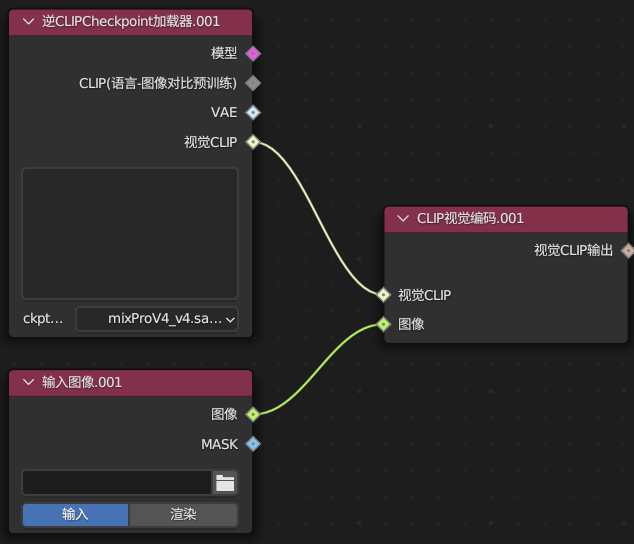 逆CLIPCheckpoint加载器.001
模型
CLIP(语言-图像对比预训练)
VAE
视觉CLIP
ckpt... mixProV4_v4.sa...
CLIP视觉编码.001
视觉CLIP输出
视觉CLIP
图像
输入图像.001
图像
MASK
输入 渲染